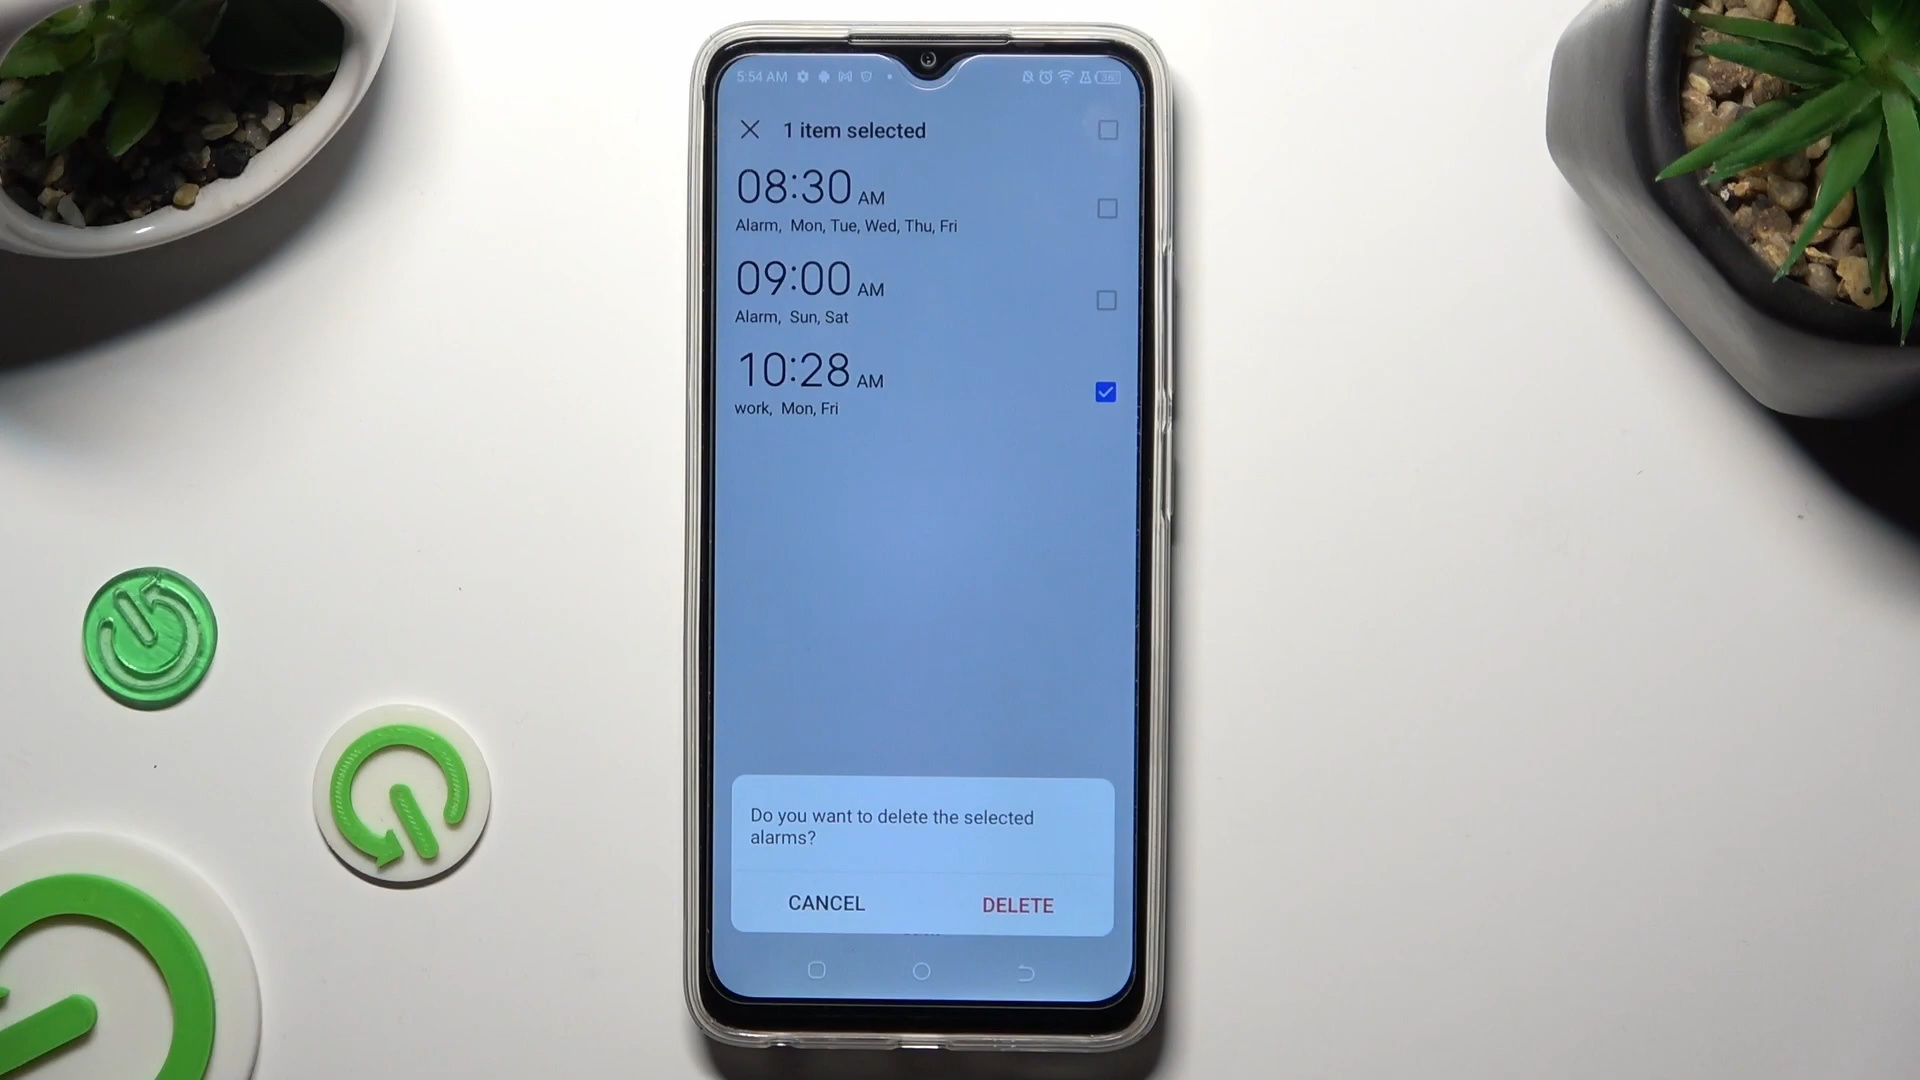 5:54 AM
36
1 item selected
08:30 AM
Alarm, Mon, Tue, Wed, Thu, Fri
09:00 AM
Alarm, Sun, Sat
10:28 AM
work, Mon, Fri
Do you want to delete the selected
alarms?
CANCEL DELETE